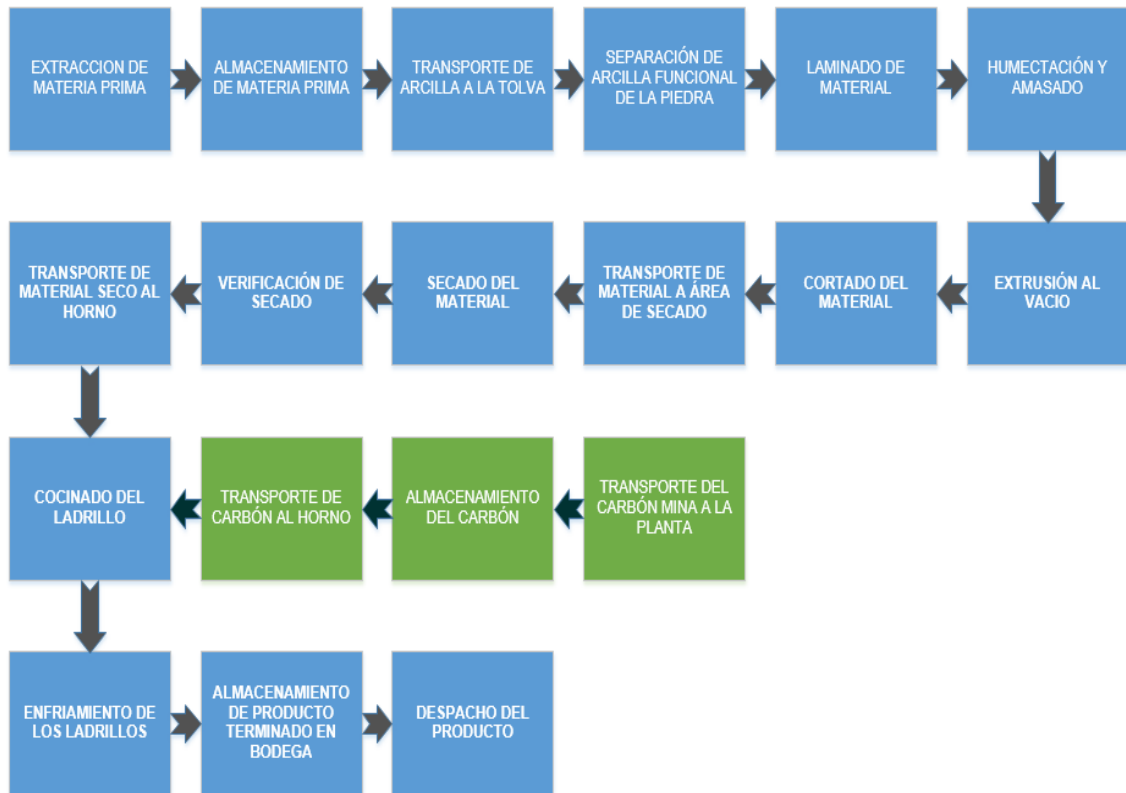 EXTRACCION DE
MATERIA PRIMA
ALMACENAMIENTO
DE MATERIA PRIMA
TRANSPORTE DE
ARCILLA A LA TOLVA
SEPARACIÓN DE
ARCILLA FUNCIONAL
DE LA PIEDRA
LAMINADO DE
MATERIAL
HUMECTACIÓN Y
AMASADO
TRANSPORTE DE
MATERIAL SECO AL
HORNO
VERIFICACIÓN DE
SECADO
SECADO DEL
MATERIAL
TRANSPORTE DE
MATERIAL A ÁREA
DE SECADO
CORTADO DEL
MATERIAL
EXTRUSIÓN AL
VACIO
COCINADO DEL
LADRILLO
TRANSPORTE DE
CARBÓN AL HORNO
ALMACENAMIENTO
DEL CARBÓN
TRANSPORTE DEL
CARBÓN MINA A LA
PLANTA
ENFRIAMIENTO DE
LOS LADRILLOS
ALMACENAMIENTO
DE PRODUCTO
TERMINADO EN
BODEGA
DESPACHO DEL
PRODUCTO